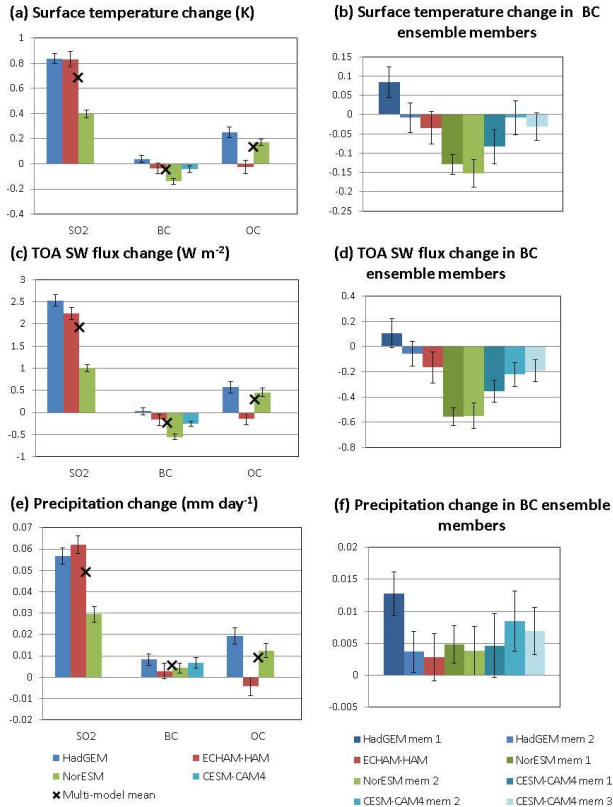 (a) Surface temperature change (K)
1
0.8
0.6
0.4
0.2
0
-0.2
-0.4
SO2 BC OC
(b) Surface temperature change in BC
ensemble members
0.15
0.1
0.05
0
-0.05
-0.1
-0.15
-0.2
-0.25
(c) TOA SW flux change (W m-2)
3
2.5
2
1.5
1
0.5
0
-0.5
-1
SO2 BC OC
(d) TOA SW flux change in BC
ensemble members
0.4
0.2
0
-0.2
-0.4
-0.6
-0.8
(e) Precipitation change (mm day-1)
0.07
0.06
0.05
0.04
0.03
0.02
0.01
0
-0.01
-0.02
SO2 BC OC
HadGEM ECHAM-HAM
NorESM CESM-CAM4
Multi-model mean
(f) Precipitation change in BC ensemble
members
0.02
0.015
0.01
0.005
0
-0.005
HadGEM mem 1 HadGEM mem 2
ECHAM-HAM NorESM mem 1
NorESM mem 2 CESM-CAM4 mem 1
CESM-CAM4 mem 2 CESM-CAM4 mem 3